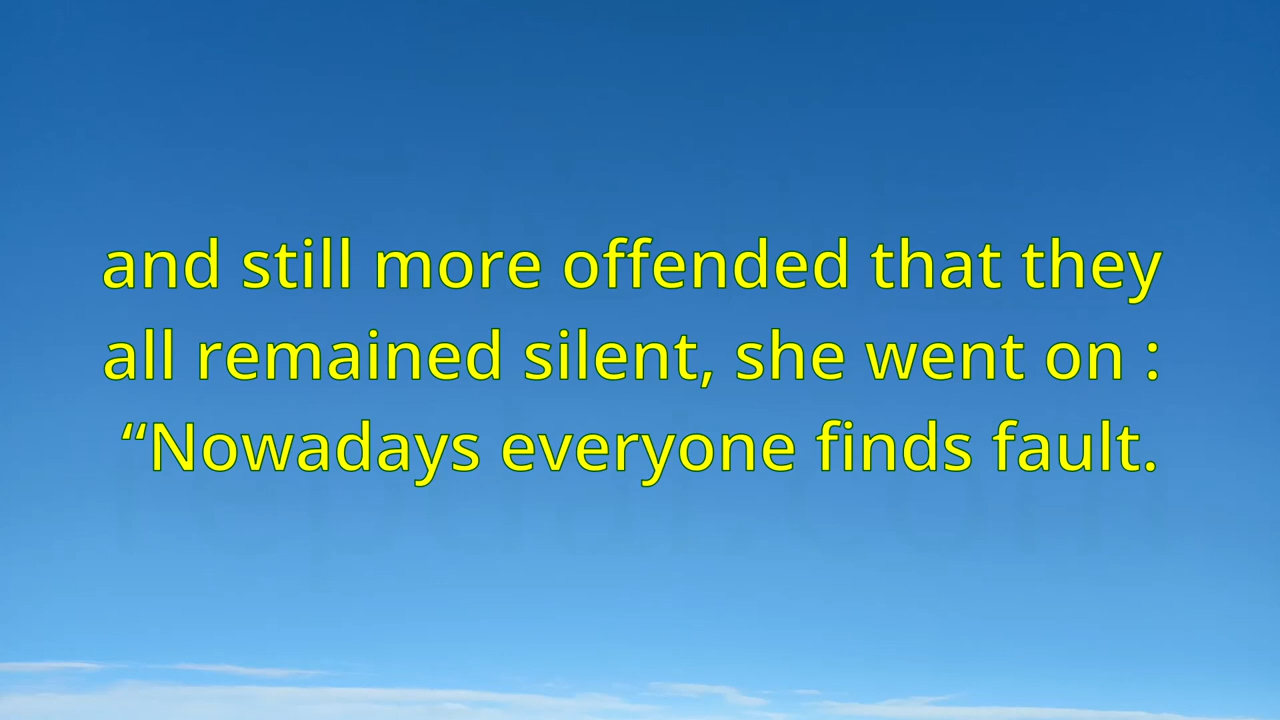 and still more offended that they
all remained silent, she went on :
“Nowadays everyone finds fault.